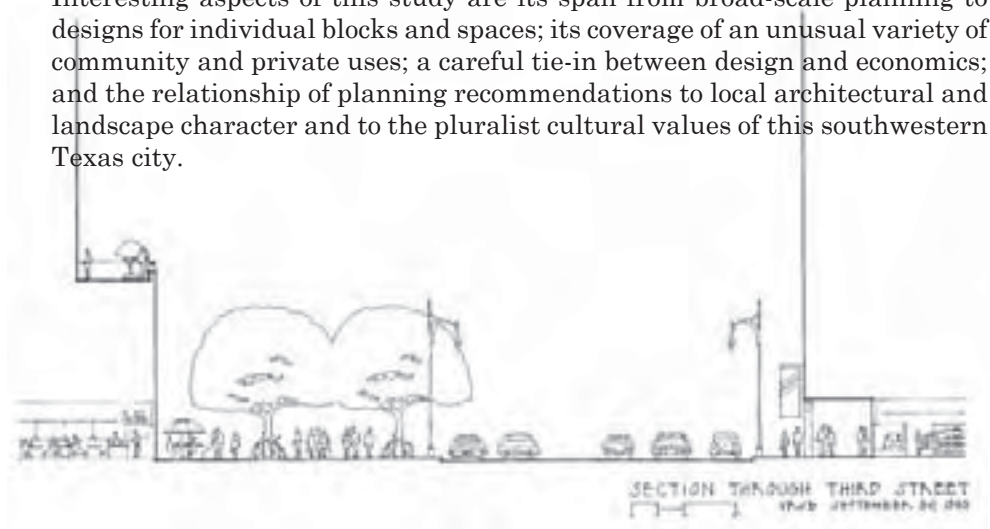 Interesting aspects of this study are its span from broad-scale planning to
designs for individual blocks and spaces; its coverage of an unusual variety of
community and private uses; a careful tie-in between design and economics;
and the relationship of planning recommendations to local architectural and
landscape character and to the pluralist cultural values of this southwestern
Texas city.
SECTION THROUGH THIRD STREET
SEPTEMBER